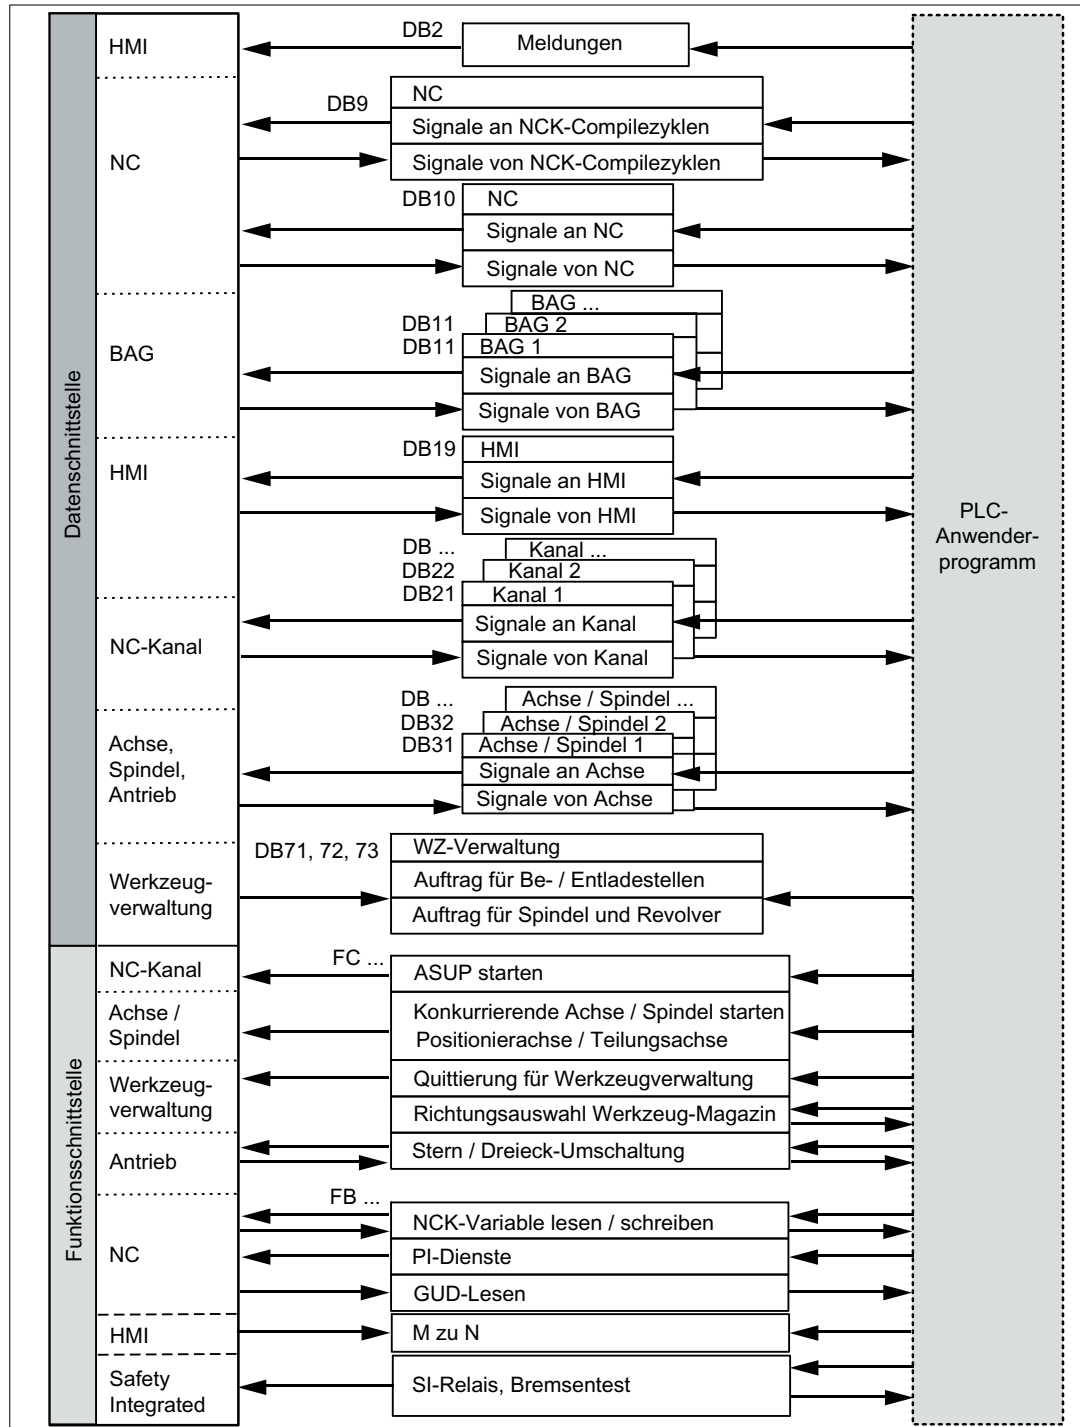 Datenschnittstelle
HMI
DB2
Meldungen
NC
DB9
NC
Signale an NCK-Compilezyklen
Signale von NCK-Compilezyklen
DB10
NC
Signale an NC
Signale von NC
BAG
BAG ...
DB11
BAG 2
DB11
BAG 1
Signale an BAG
Signale von BAG
HMI
DB19
HMI
Signale an HMI
Signale von HMI
PLC-
Anwender-
programm
NC-Kanal
DB ...
Kanal ...
DB22
Kanal 2
DB21
Kanal 1
Signale an Kanal
Signale von Kanal
Achse,
Spindel,
Antrieb
DB ...
Achse / Spindel ...
DB32
Achse / Spindel 2
DB31
Achse / Spindel 1
Signale an Achse
Signale von Achse
Werkzeug-
verwaltung
DB71, 72, 73
WZ-Verwaltung
Auftrag für Be- / Entladestellen
Auftrag für Spindel und Revolver
Funktionsschnittstelle
NC-Kanal
FC ...
ASUP starten
Achse /
Spindel
Konkurrierende Achse / Spindel starten
Positionierachse / Teilungsachse
Werkzeug-
verwaltung
Quittierung für Werkzeugverwaltung
Richtungsauswahl Werkzeug-Magazin
Antrieb
Stern / Dreieck-Umschaltung
NC
FB ...
NCK-Variable lesen / schreiben
PI-Dienste
GUD-Lesen
HMI
M zu N
Safety
Integrated
SI-Relais, Bremsentest